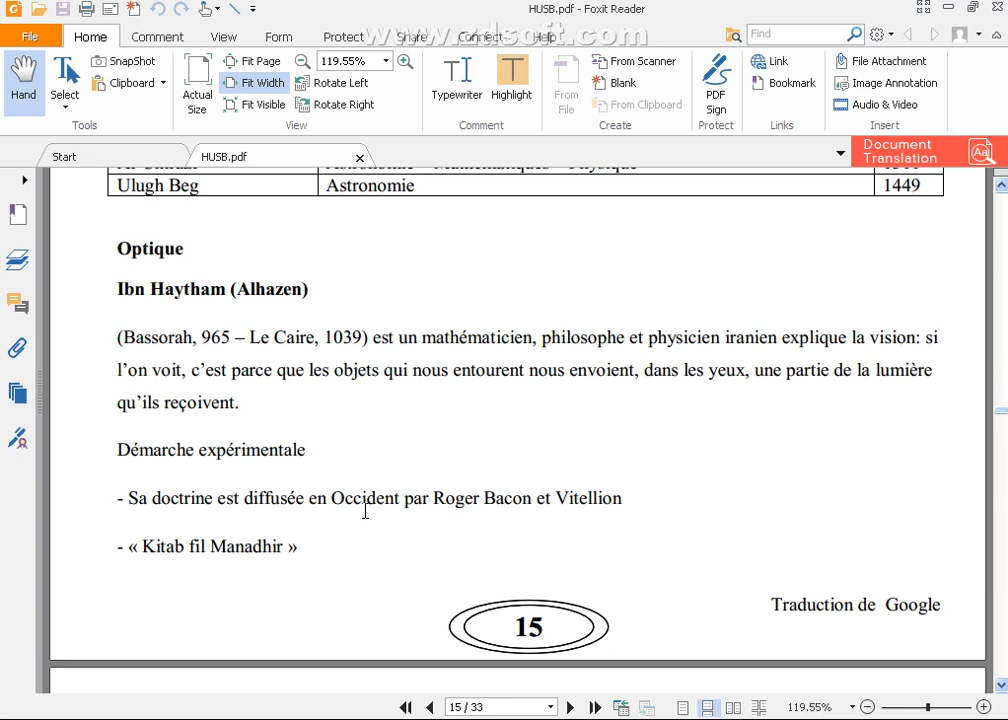 HUSB.pdf - Foxit Reader
File Home Comment View Form Protect Share Connect Help
Find
Hand
Select
SnapShot
Clipboard
Tools
Actual Size
Fit Page
Fit Width
Fit Visible
119.55%
Rotate Left
Rotate Right
View
Typewriter
Highlight
Comment
From File
From Scanner
Blank
From Clipboard
Create
PDF Sign
Protect
Link
Bookmark
Links
File Attachment
Image Annotation
Audio & Video
Insert
Start
HUSB.pdf
Document Translation
Ulugh Beg Astronomie 1449
Optique
Ibn Haytham (Alhazen)
(Bassorah, 965 – Le Caire, 1039) est un mathématicien, philosophe et physicien iranien explique la vision: si
l’on voit, c’est parce que les objets qui nous entourent nous envoient, dans les yeux, une partie de la lumière
qu’ils reçoivent.
Démarche expérimentale
- Sa doctrine est diffusée en Occident par Roger Bacon et Vitellion
- « Kitab fil Manadhir »
Traduction de Google
15
15 / 33
119.55%